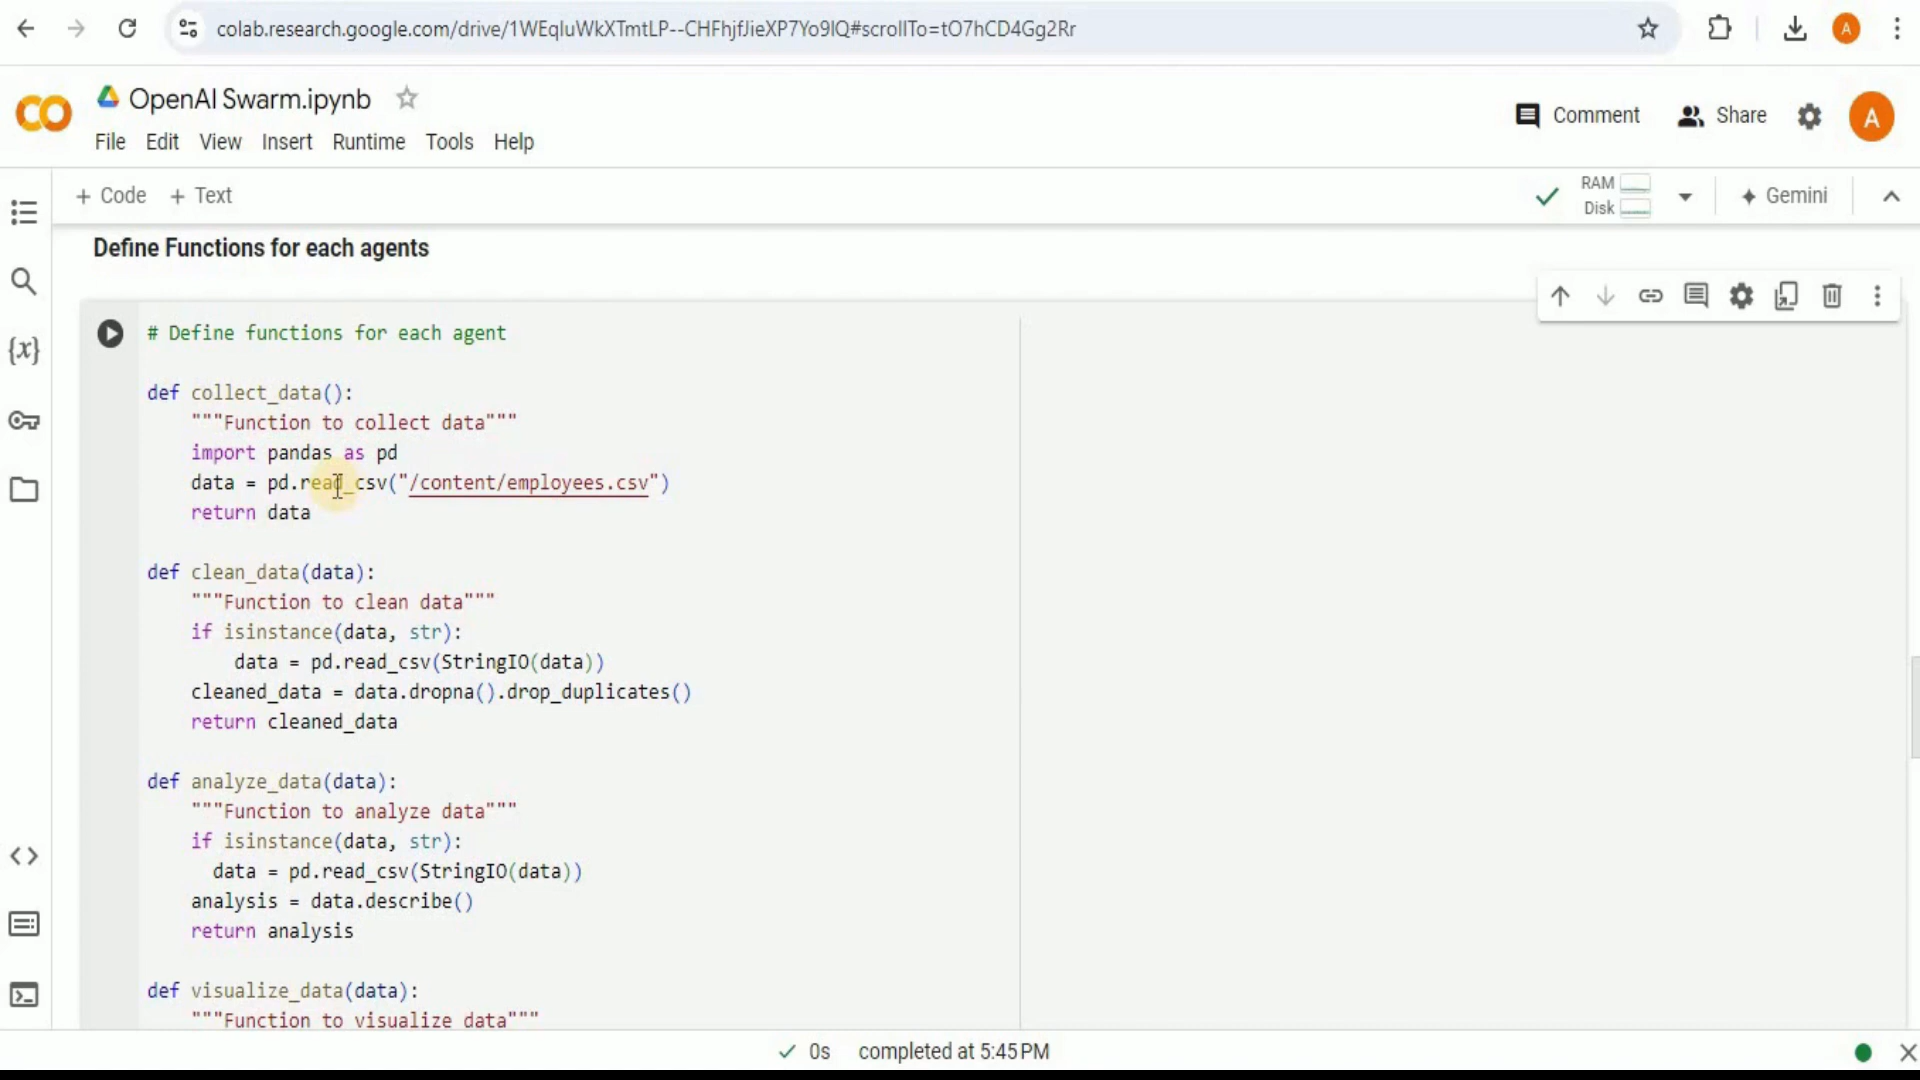 colab.research.google.com/drive/1WEqIuWkXTmtLP--CHFhjfJieXP7Yo9lQ#scrollTo=tO7hCD4Gg2Rr
A
CO
OpenAI Swarm.ipynb
File Edit View Insert Runtime Tools Help
Comment
Share
A
+ Code + Text
RAM
Disk
Gemini
Define Functions for each agents
# Define functions for each agent
def collect_data():
"""Function to collect data"""
import pandas as pd
data = pd.read_csv("/content/employees.csv")
return data
def clean_data(data):
"""Function to clean data"""
if isinstance(data, str):
data = pd.read_csv(StringIO(data))
cleaned_data = data.dropna().drop_duplicates()
return cleaned_data
def analyze_data(data):
"""Function to analyze data"""
if isinstance(data, str):
data = pd.read_csv(StringIO(data))
analysis = data.describe()
return analysis
def visualize_data(data):
"""Function to visualize data"""
0s completed at 5:45 PM